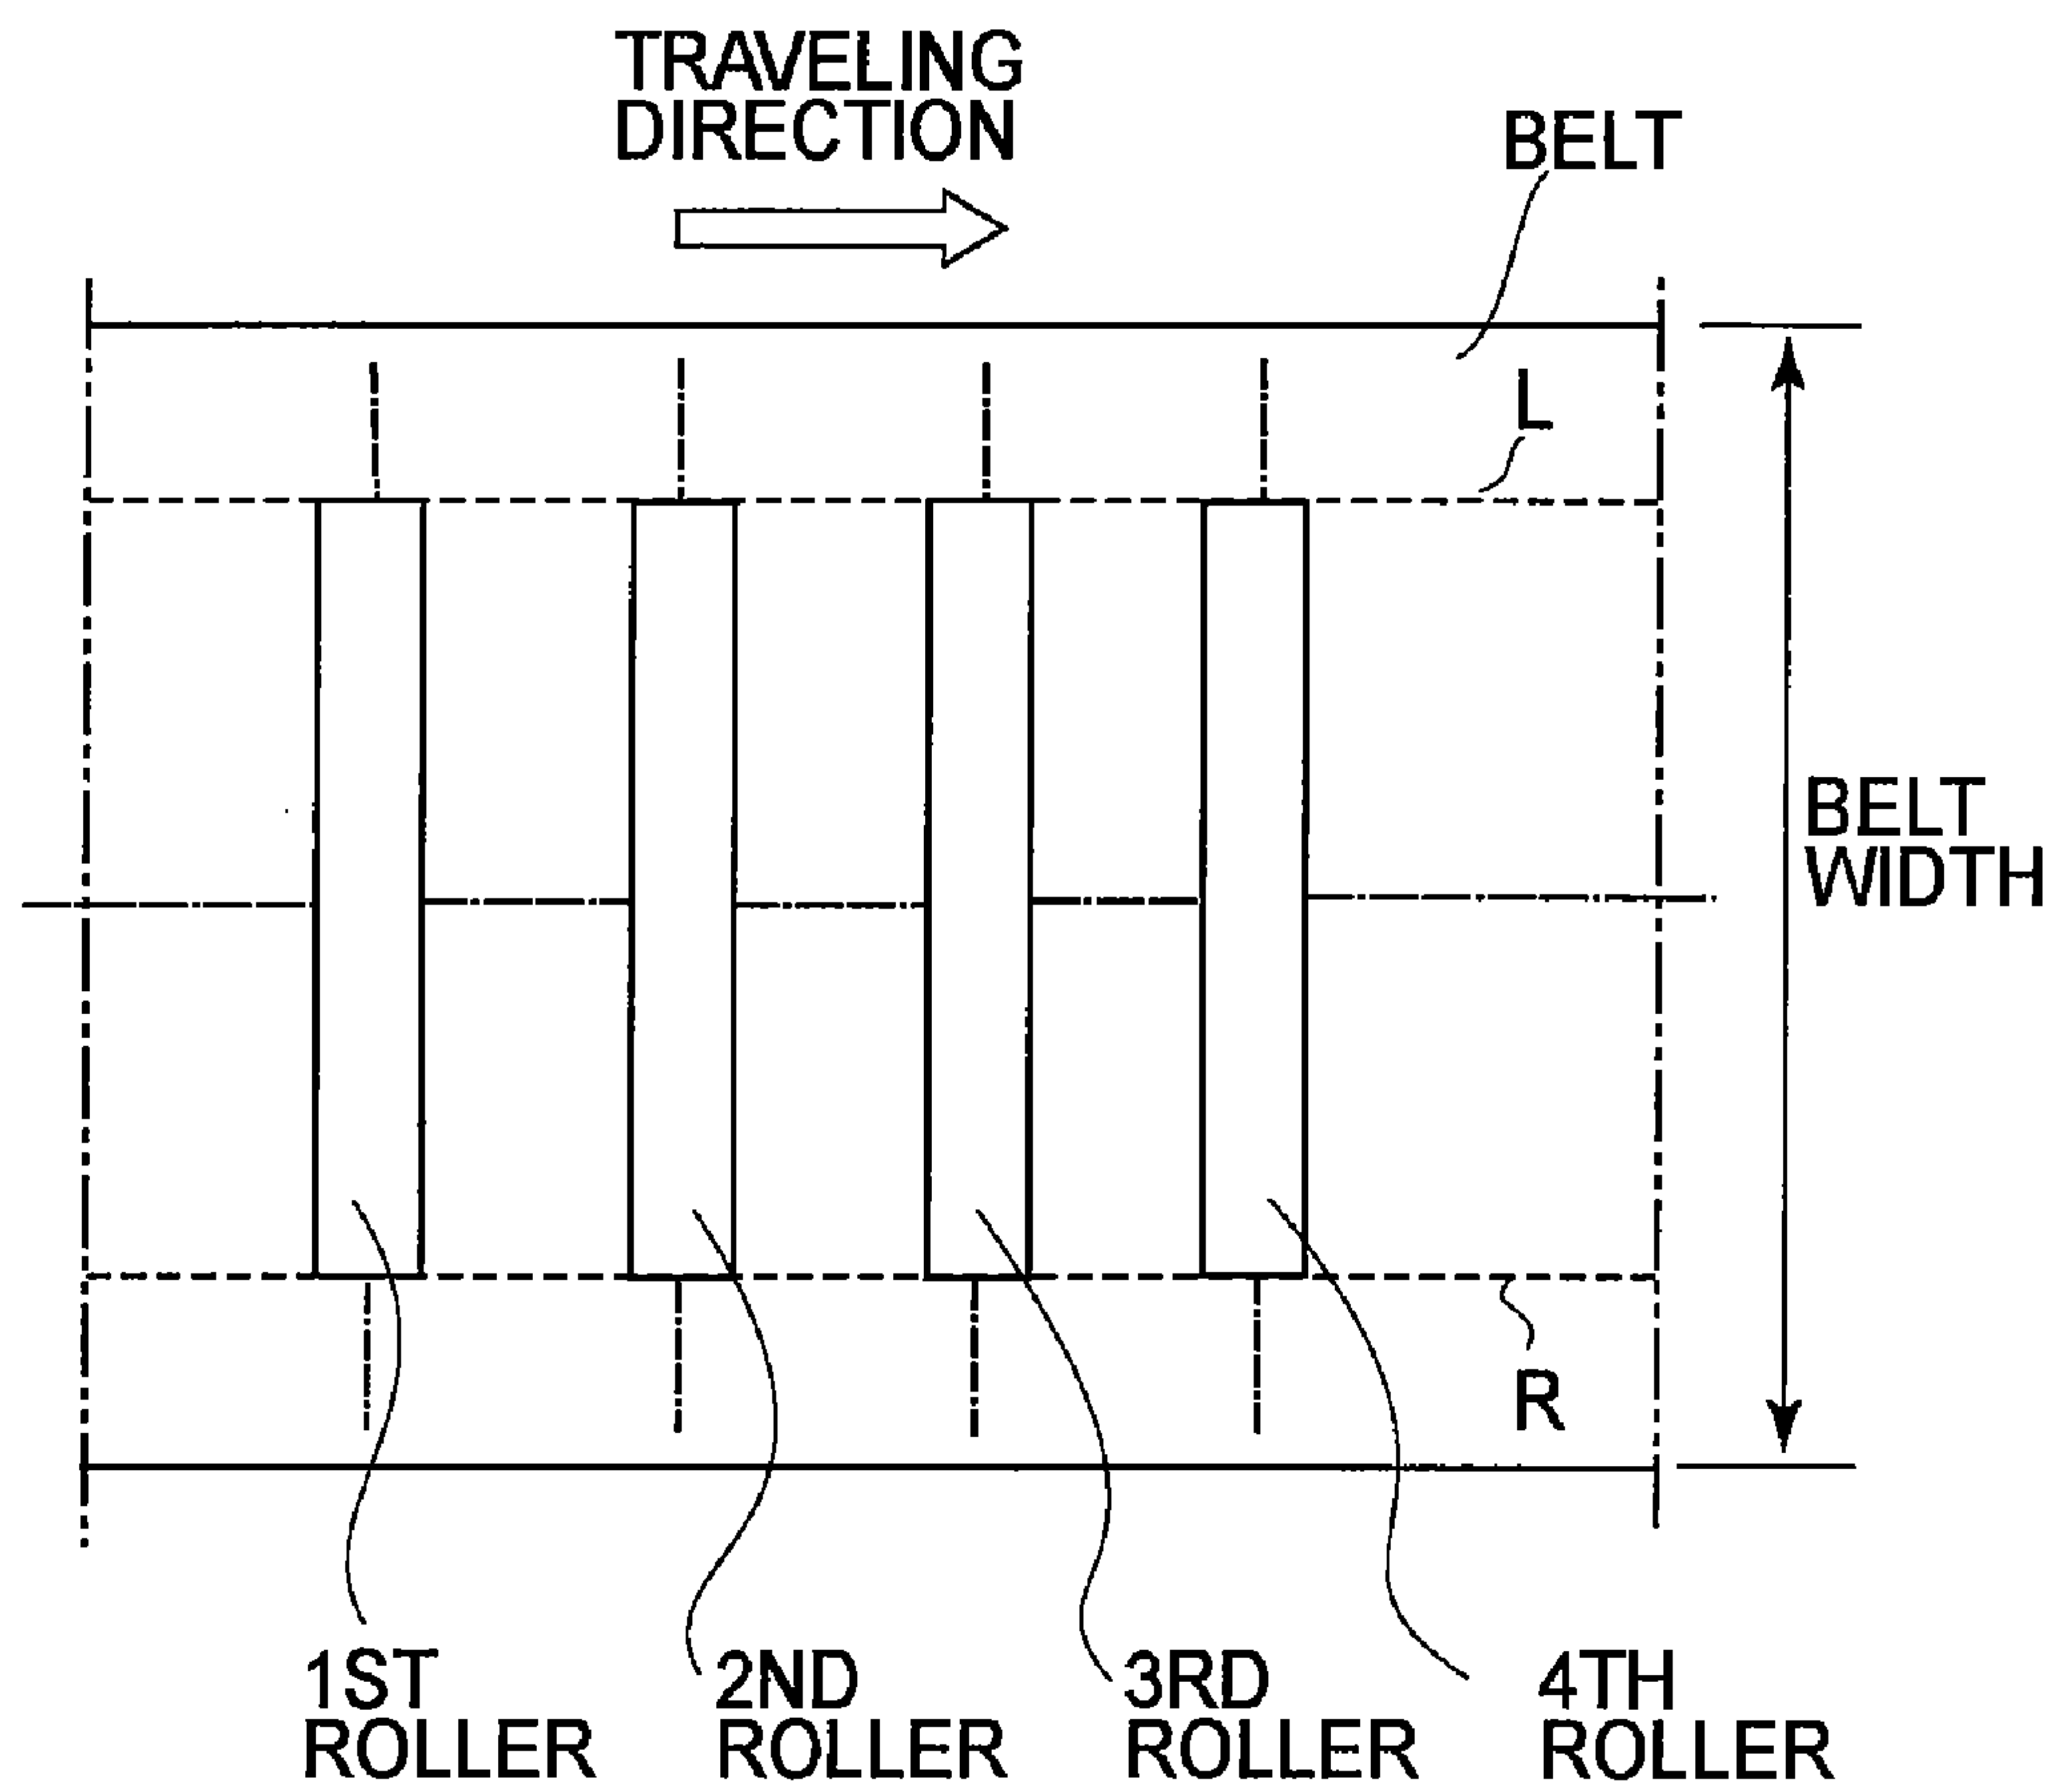 TRAVELING
DIRECTION
BELT
L
BELT
WIDTH
R
1ST
ROLLER
2ND
ROLLER
3RD
ROLLER
4TH
ROLLER